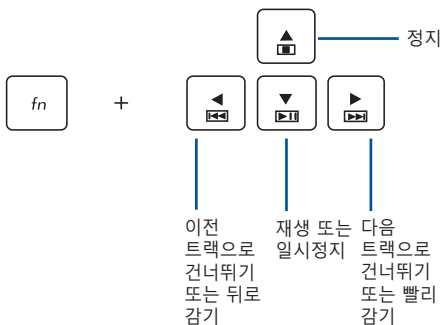 정지
fn
+
이전
트랙으로
건너뛰기
또는 뒤로
감기
재생 또는
일시정지
다음
트랙으로
건너뛰기
또는 빨리
감기